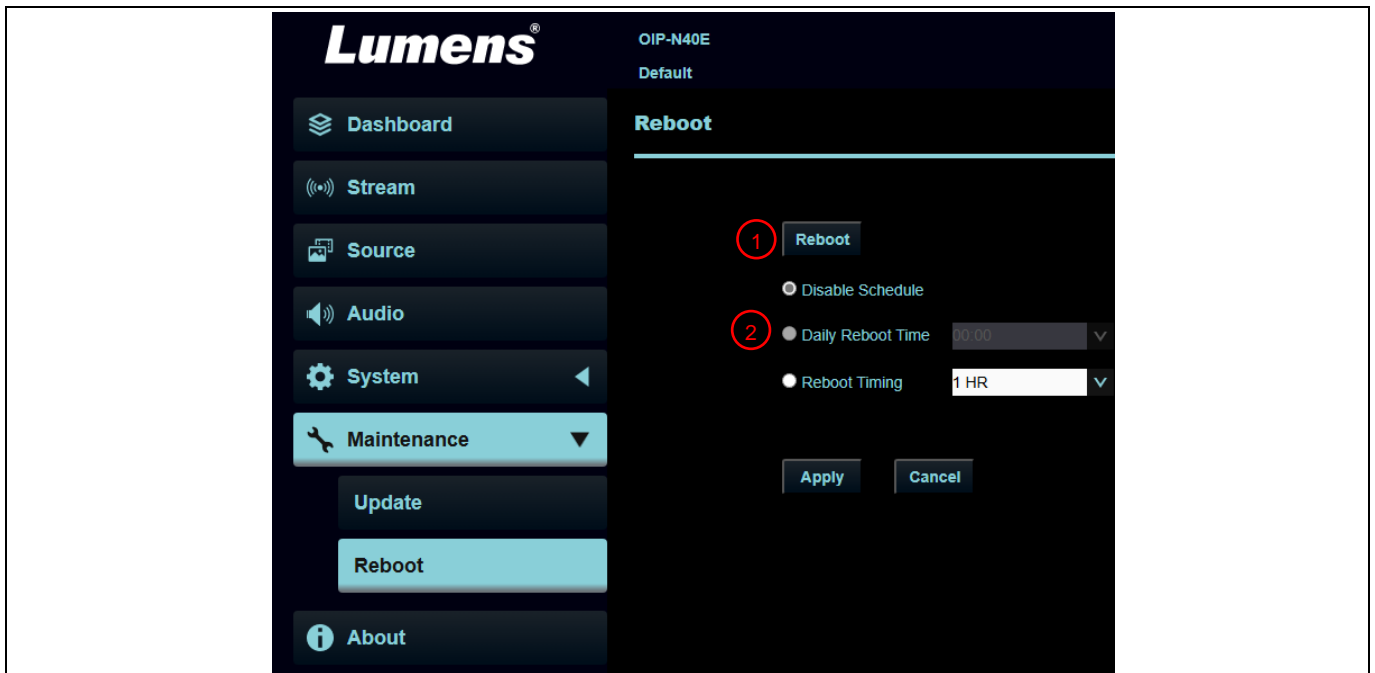 Lumens®
OIP-N40E
Default
Dashboard
Stream
Source
Audio
System
Maintenance
Update
Reboot
About
Reboot
1 Reboot
Disable Schedule
2 Daily Reboot Time 00:00
Reboot Timing 1 HR
Apply Cancel